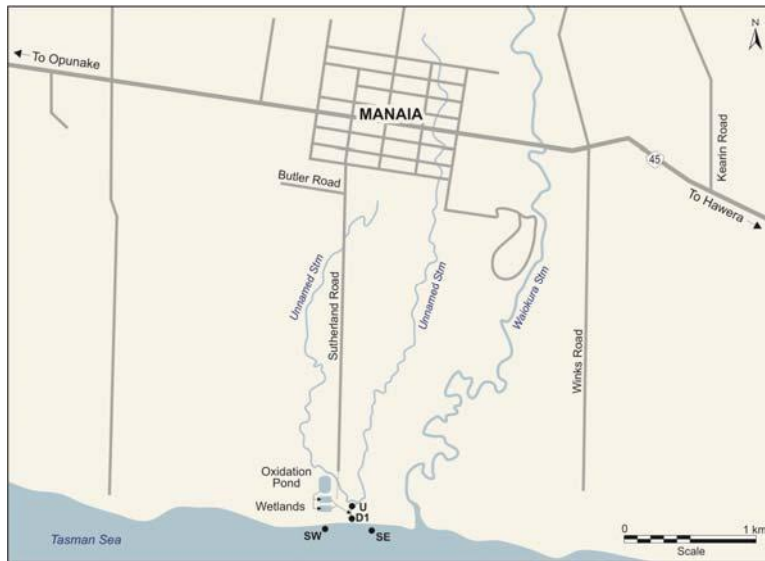 N
To Opunake
MANAIA
45
Kearin Road
To Hawera
Butler Road
Unnamed Stm
Sutherland Road
Unnamed Stm
Waiokura Stm
Winks Road
Oxidation
Pond
Wetlands
U
D1
SW
SE
Tasman Sea
0 1 km
Scale